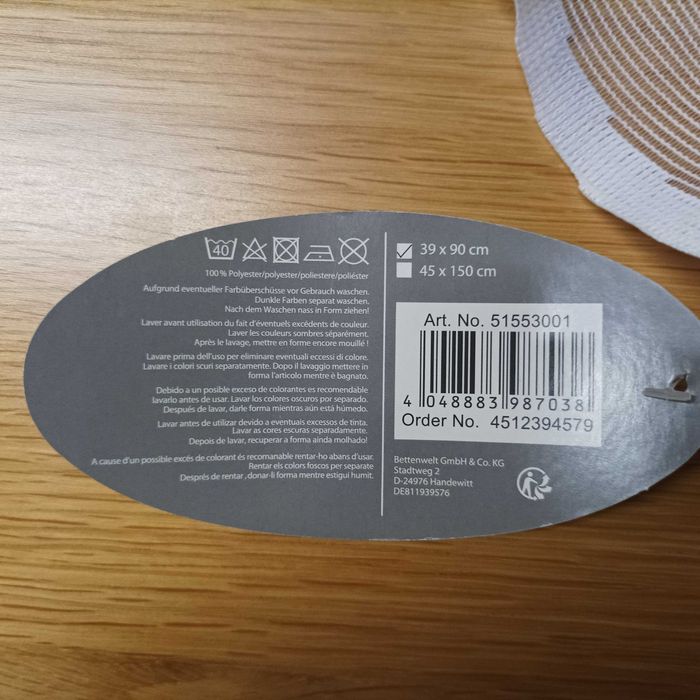 40
100 % Polyester/polyester/poliestere/poliéster
Aufgrund eventueller Farbüberschüsse vor Gebrauch waschen.
Dunkle Farben separat waschen.
Nach dem Waschen nass in Form ziehen!
Laver avant utilisation du fait d'éventuels excédents de couleur.
Laver les couleurs sombres séparément.
Après le lavage, mettre en forme encore mouillé !
Lavare prima dell'uso per eliminare eventuali eccessi di colore.
Lavare i colori scuri separatamente. Dopo il lavaggio mettere in
forma l'articolo mentre è bagnato.
Debido a un posible exceso de colorantes es recomendable
lavarlo antes de usar. Lavar los colores oscuros por separado.
Después de lavar, darle forma mientras aún está húmedo.
Lavar antes de utilizar devido a eventuais excessos de tinta.
Lavar as cores escuras separadamente.
Depois de lavar, recuperar a forma ainda molhado!
A cause d'un possible excés de colorant és recomanable rentar-ho abans d'usar.
Rentar els colors foscos per separate
Després de rentar, donar-li forma mentre estigui humit.
39 x 90 cm
45 x 150 cm
Art. No. 51553001
4 048883 987038
Order No. 4512394579
Bettenwelt GmbH & Co. KG
Stadtweg 2
D-24976 Handewitt
DE811939576